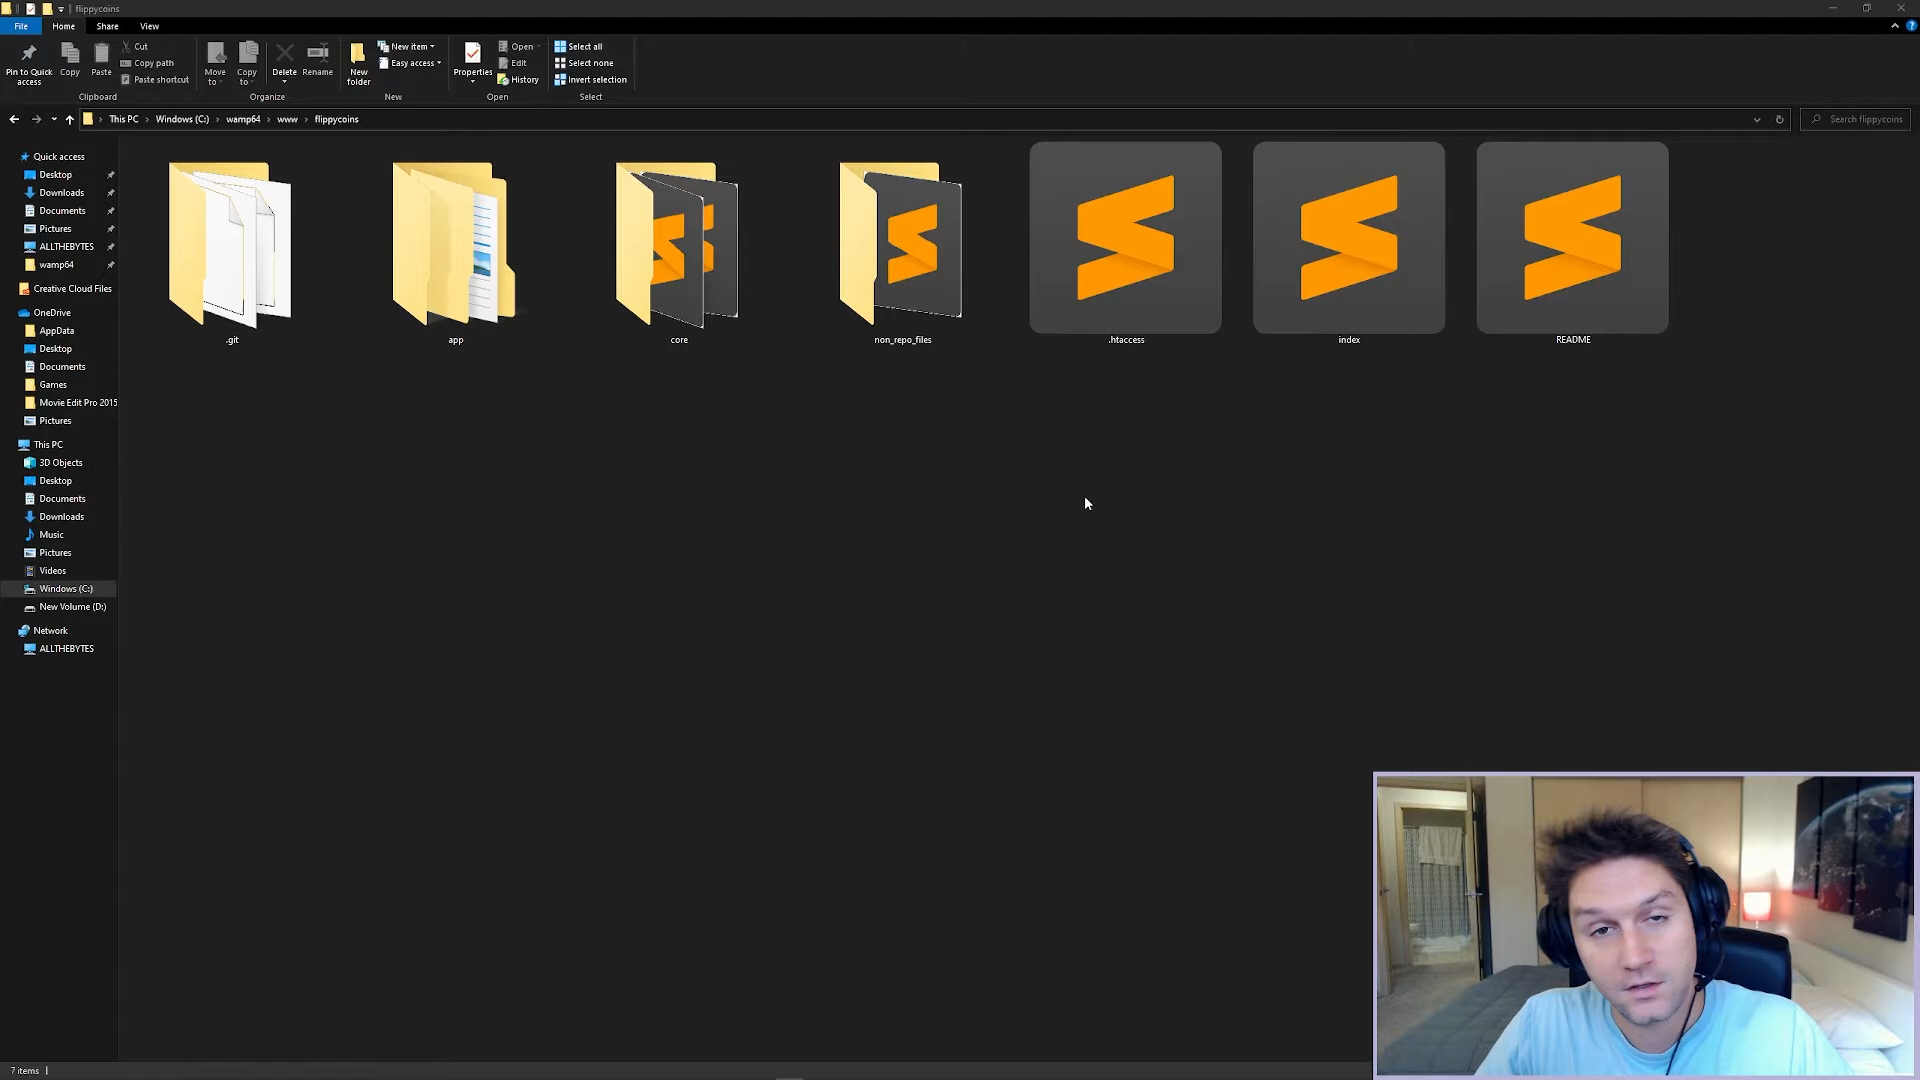 flippycoins
File Home Share View
Pin to Quick access
Copy
Paste
Cut
Copy path
Paste shortcut
Clipboard
Move to
Copy to
Delete
Rename
Organize
New folder
New item
Easy access
New
Properties
Open
Edit
History
Open
Select all
Select none
Invert selection
Select
This PC > Windows (C:) > wamp64 > www > flippycoins
Search flippycoins
Quick access
Desktop
Downloads
Documents
Pictures
ALLTHEBYTES
wamp64
Creative Cloud Files
OneDrive
AppData
Desktop
Documents
Games
Movie Edit Pro 2015
Pictures
This PC
3D Objects
Desktop
Documents
Downloads
Music
Pictures
Videos
Windows (C:)
New Volume (D:)
Network
ALLTHEBYTES
.git
app
core
non_repo_files
.htaccess
index
README
7 items